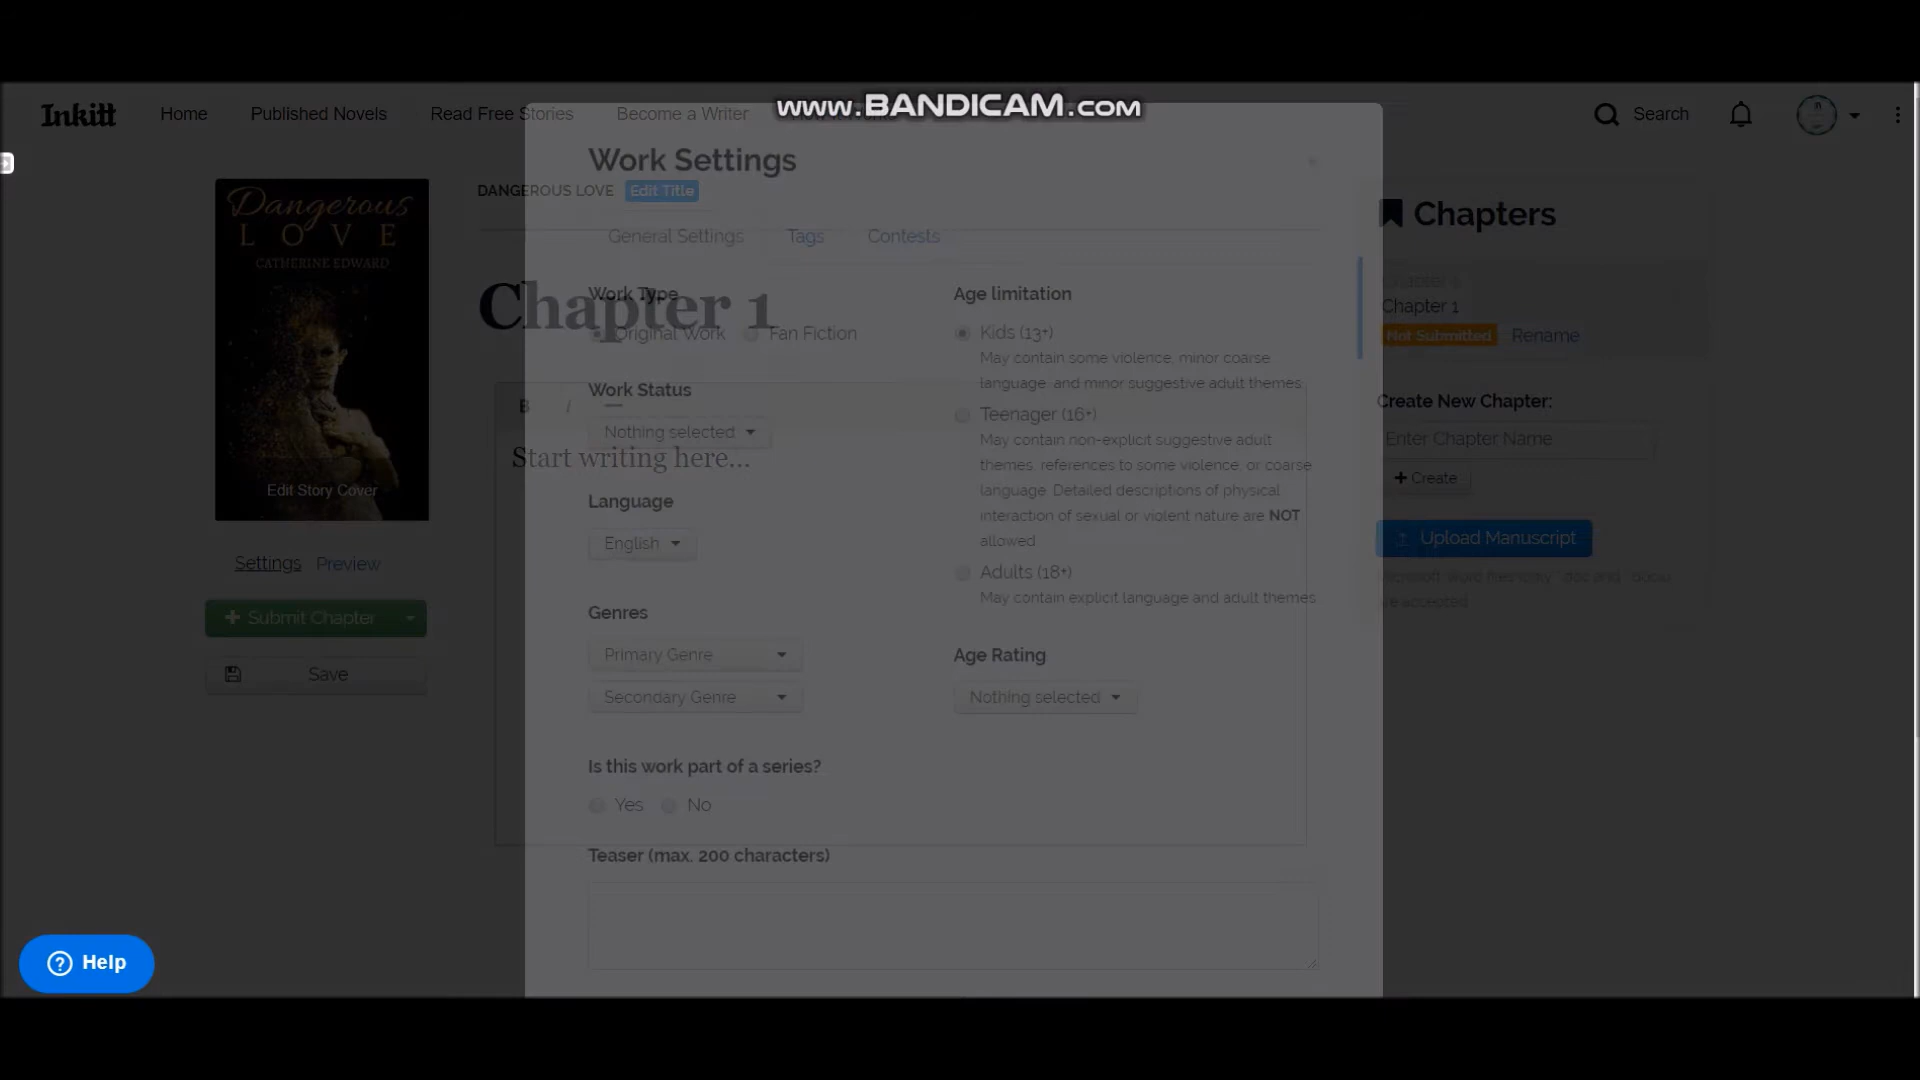 www.BANDICAM.com
Inkitt
Home
Published Novels
Read Free Stories
Become a Writer
Search
Dangerous
LOVE
CATHERINE EDWARD
Edit Story Cover
Settings
Preview
Submit Chapter
Save
DANGEROUS LOVE
Edit Title
Chapter 1
B I
Start writing here...
Work Settings
General Settings
Tags
Contests
Work Type
Original Work
Fan Fiction
Work Status
Nothing selected
Language
English
Genres
Primary Genre
Secondary Genre
Is this work part of a series?
Yes
No
Teaser (max. 200 characters)
Age limitation
Kids (13+)
May contain some violence, minor coarse
language, and minor suggestive adult themes
Teenager (16+)
May contain non-explicit suggestive adult
themes, references to some violence, or coarse
language. Detailed descriptions of physical
interaction of sexual or violent nature are NOT
allowed
Adults (18+)
May contain explicit language and adult themes
Age Rating
Nothing selected
Chapters
Chapter 1
Not Submitted
Rename
Create New Chapter:
Enter Chapter Name
Create
Upload Manuscript
accepted
Help